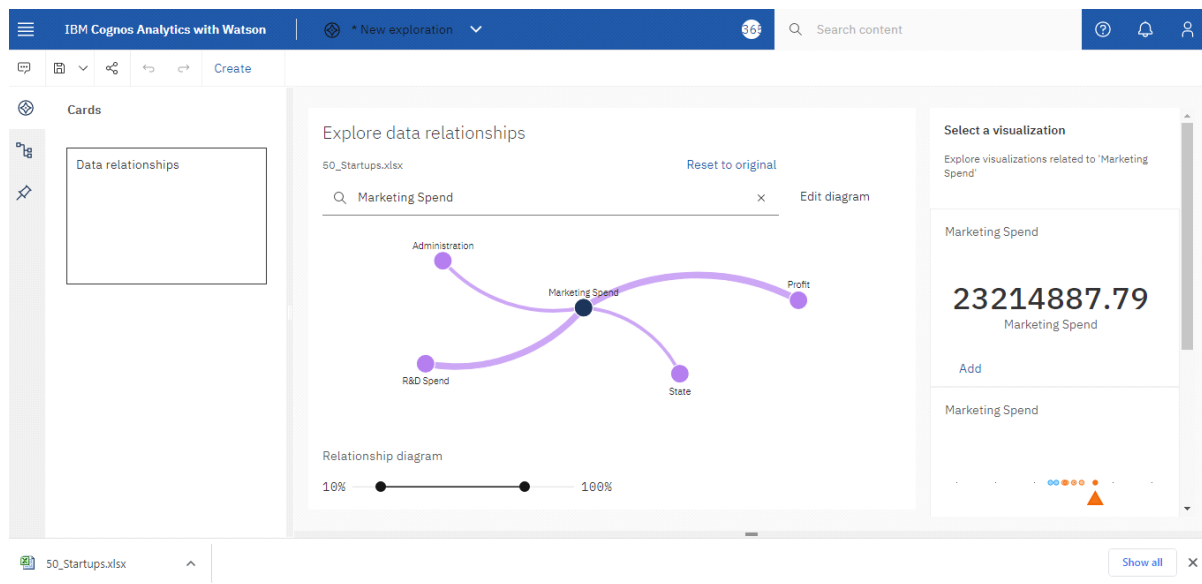 IBM Cognos Analytics with Watson
* New exploration
365
Search content
Create
Cards
Data relationships
Explore data relationships
50_Startups.xlsx
Reset to original
Marketing Spend
Edit diagram
Administration
Marketing Spend
Profit
R&D Spend
State
Relationship diagram
10%
100%
Select a visualization
Explore visualizations related to 'Marketing
Spend'
Marketing Spend
23214887.79
Marketing Spend
Add
Marketing Spend
50_Startups.xlsx
Show all